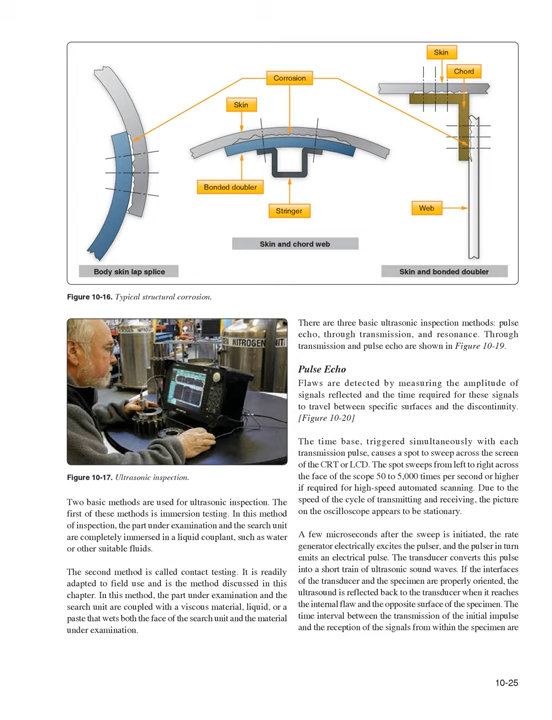 Skin
Chord
Corrosion
Skin
Bonded doubler
Stringer
Web
Skin and chord web
Body skin lap splice
Skin and bonded doubler
Figure 10-16. Typical structural corrosion.
NITROGEN
Figure 10-17. Ultrasonic inspection.
Two basic methods are used for ultrasonic inspection. The
first of these methods is immersion testing. In this method
of inspection, the part under examination and the search unit
are completely immersed in a liquid couplant, such as water
or other suitable fluids.
The second method is called contact testing. It is readily
adapted to field use and is the method discussed in this
chapter. In this method, the part under examination and the
search unit are coupled with a viscous material, liquid, or a
paste that wets both the face of the search unit and the material
under examination.
There are three basic ultrasonic inspection methods: pulse
echo, through transmission, and resonance. Through
transmission and pulse echo are shown in Figure 10-19.
Pulse Echo
Flaws are detected by measuring the amplitude of
signals reflected and the time required for these signals
to travel between specific surfaces and the discontinuity.
[Figure 10-20]
The time base, triggered simultaneously with each
transmission pulse, causes a spot to sweep across the screen
of the CRT or LCD. The spot sweeps from left to right across
the face of the scope 50 to 5,000 times per second or higher
if required for high-speed automated scanning. Due to the
speed of the cycle of transmitting and receiving, the picture
on the oscilloscope appears to be stationary.
A few microseconds after the sweep is initiated, the rate
generator electrically excites the pulser, and the pulser in turn
emits an electrical pulse. The transducer converts this pulse
into a short train of ultrasonic sound waves. If the interfaces
of the transducer and the specimen are properly oriented, the
ultrasound is reflected back to the transducer when it reaches
the internal flaw and the opposite surface of the specimen. The
time interval between the transmission of the initial impulse
and the reception of the signals from within the specimen are
10-25